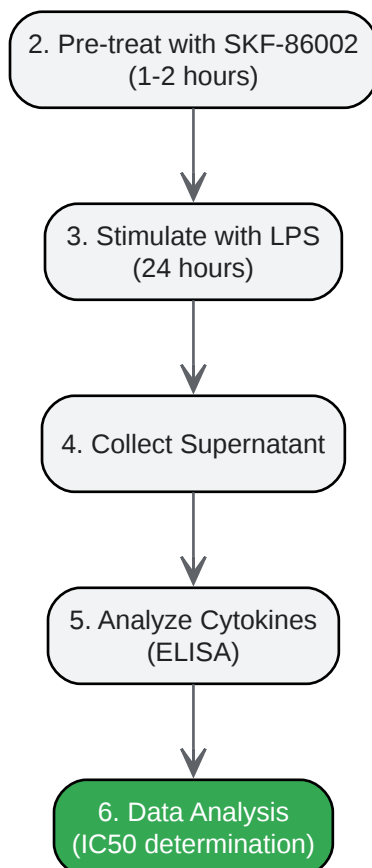 2. Pre-treat with SKF-86002
(1-2 hours)
3. Stimulate with LPS
(24 hours)
4. Collect Supernatant
5. Analyze Cytokines
(ELISA)
6. Data Analysis
(IC50 determination)